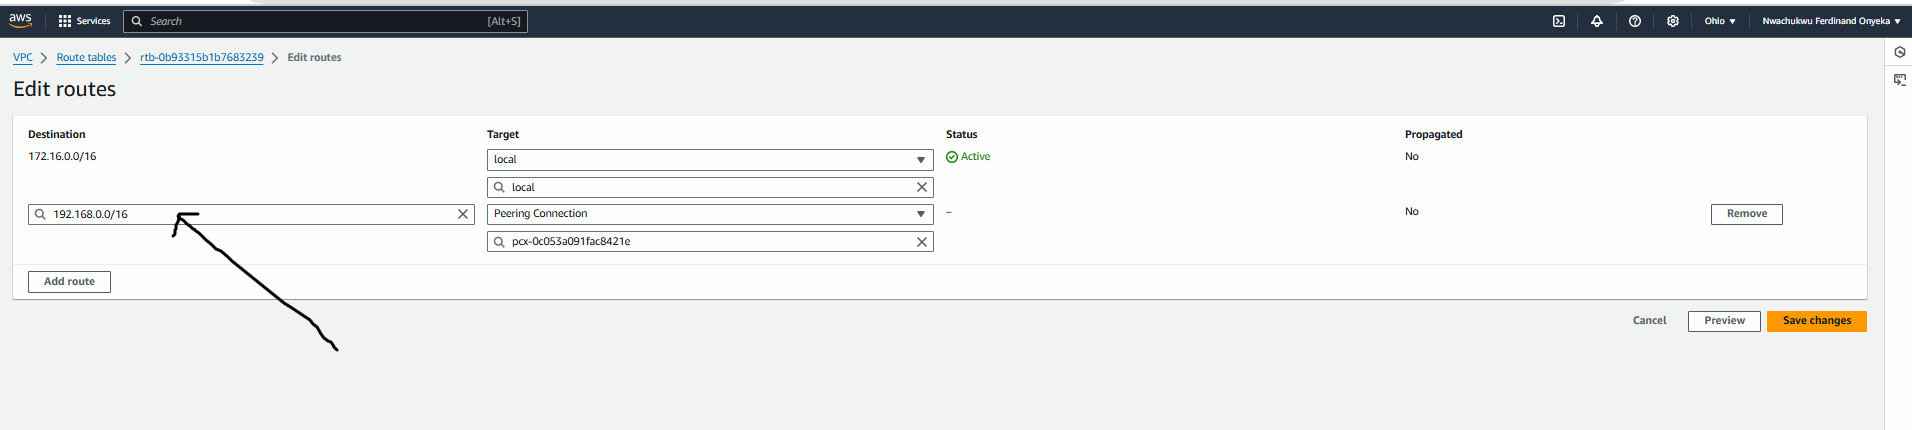 aws Services Search [Alt+S] Ohio Nwachukwu Ferdinand Onyeka
VPC Route tables rtb-0b93315b1b7683239 Edit routes
Edit routes
Destination Target Status Propagated
172.16.0.0/16 local Active No
local
192.168.0.0/16 Peering Connection – No Remove
pcx-0c053a091fac8421e
Add route
Cancel Preview Save changes